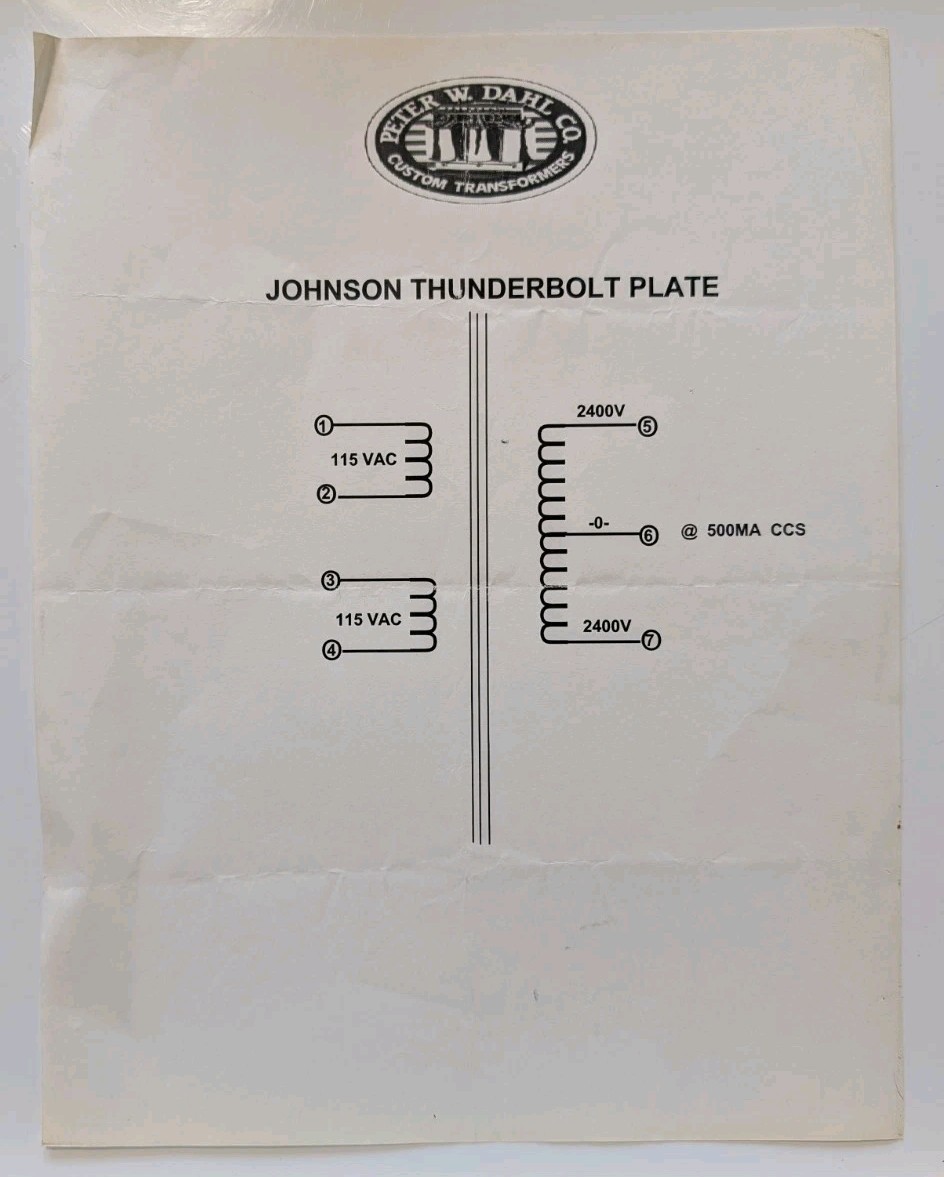 PETER W. DAHL CO.
CUSTOM TRANSFORMERS
JOHNSON THUNDERBOLT PLATE
1
115 VAC
2
3
115 VAC
4
2400V
5
-0-
6 @ 500MA CCS
2400V
7